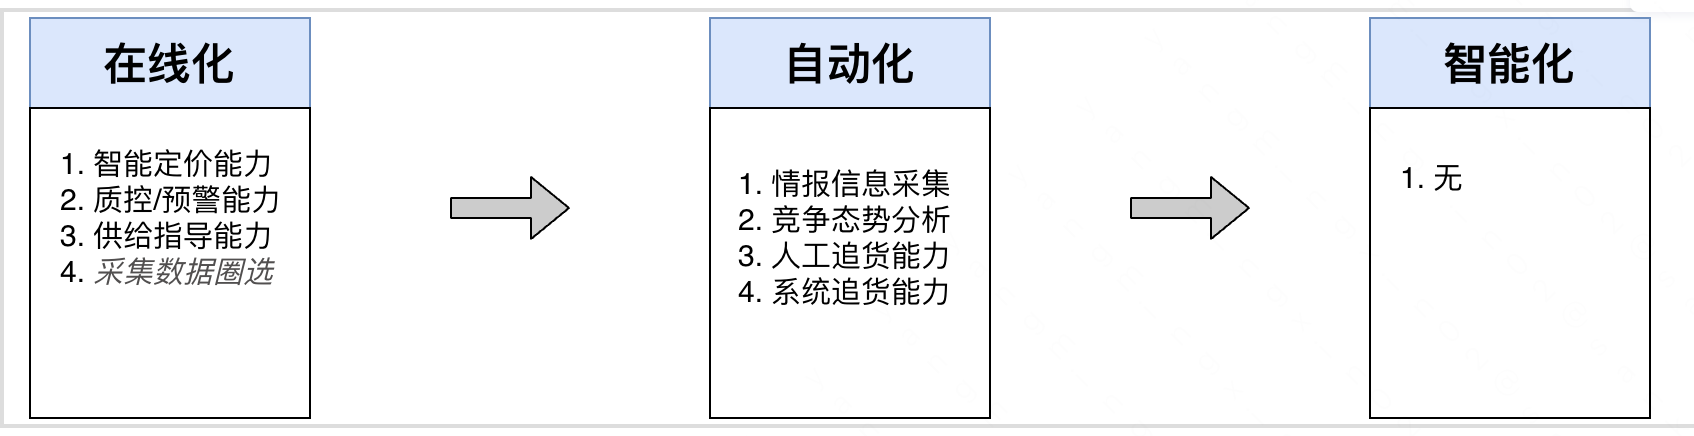 在线化
1. 智能定价能力
2. 质控/预警能力
3. 供给指导能力
4. 采集数据圈选
自动化
1. 情报信息采集
2. 竞争态势分析
3. 人工追货能力
4. 系统追货能力
智能化
1. 无